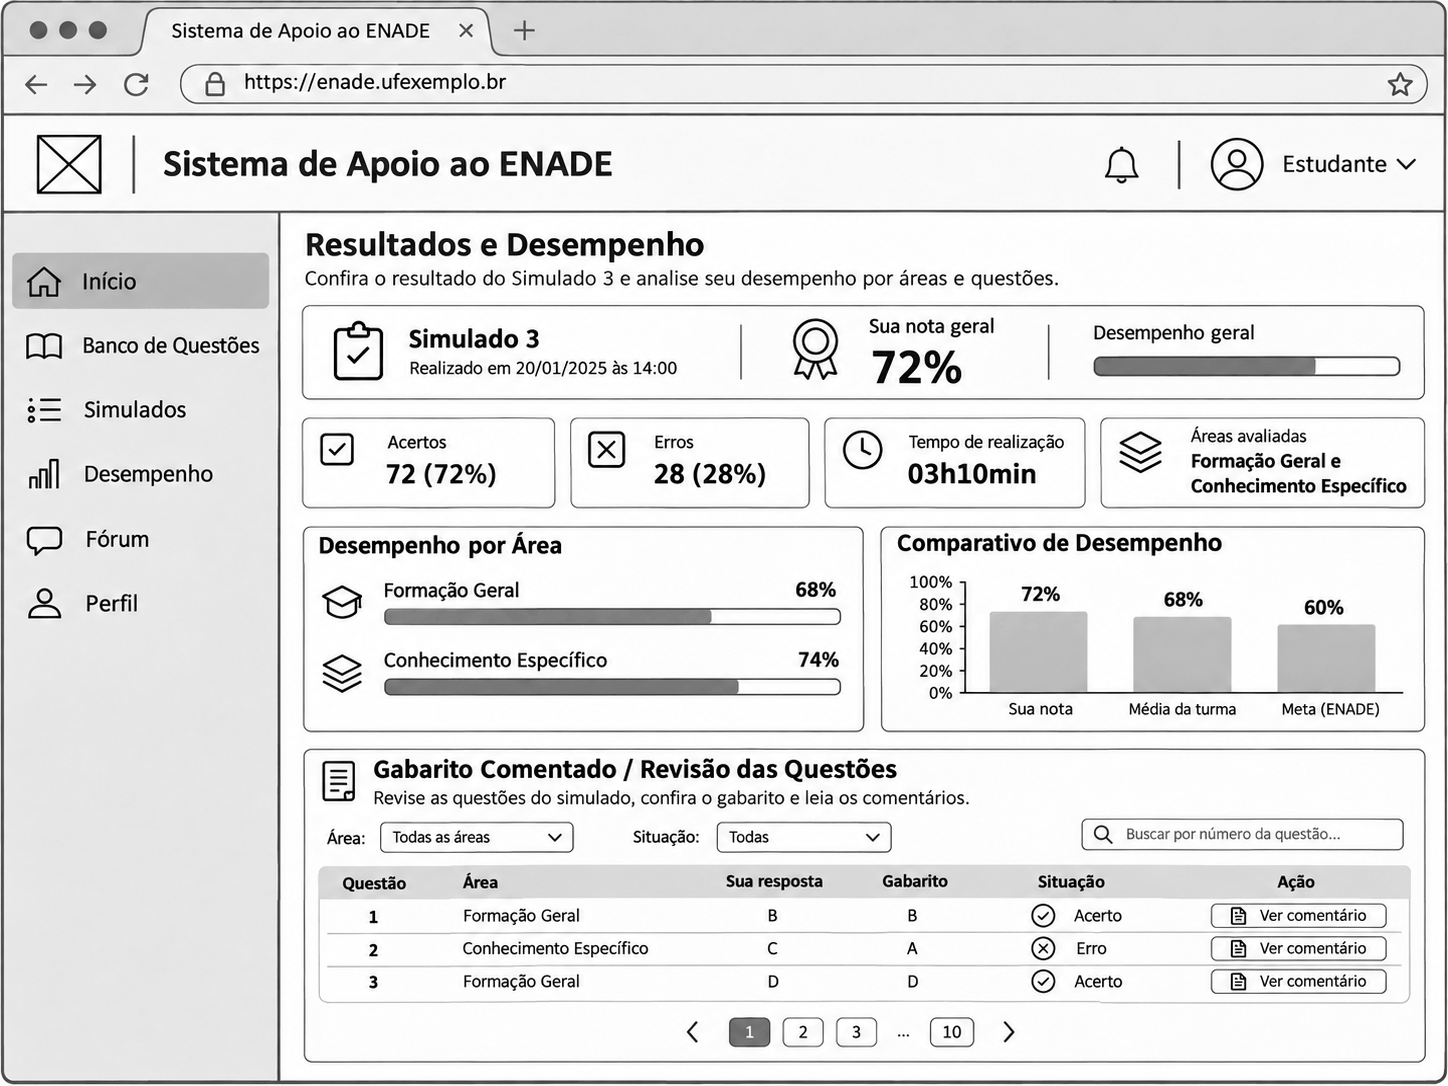 Sistema de Apoio ao ENADE
https://enade.ufexemplo.br
Sistema de Apoio ao ENADE
Estudante
Início
Banco de Questões
Simulados
Desempenho
Fórum
Perfil
Resultados e Desempenho
Confira o resultado do Simulado 3 e analise seu desempenho por áreas e questões.
Simulado 3
Realizado em 20/01/2025 às 14:00
Sua nota geral
72%
Desempenho geral
Acertos
72 (72%)
Erros
28 (28%)
Tempo de realização
03h10min
Áreas avaliadas
Formação Geral e
Conhecimento Específico
Desempenho por Área
Formação Geral 68%
Conhecimento Específico 74%
Comparativo de Desempenho
100%
80%
60%
40%
20%
0%
72% 68% 60%
Sua nota Média da turma Meta (ENADE)
Gabarito Comentado / Revisão das Questões
Revise as questões do simulado, confira o gabarito e leia os comentários.
Área: Todas as áreas Situação: Todas Buscar por número da questão...
Questão Área Sua resposta Gabarito Situação Ação
1 Formação Geral B B Acerto Ver comentário
2 Conhecimento Específico C A Erro Ver comentário
3 Formação Geral D D Acerto Ver comentário
1 2 3 ... 10